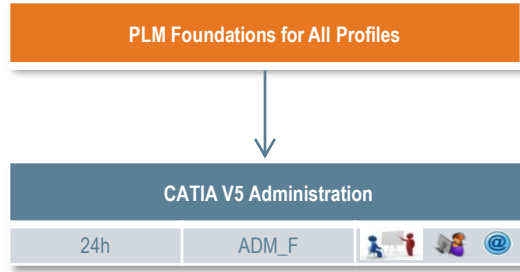 PLM Foundations for All Profiles
CATIA V5 Administration
24h ADM_F @